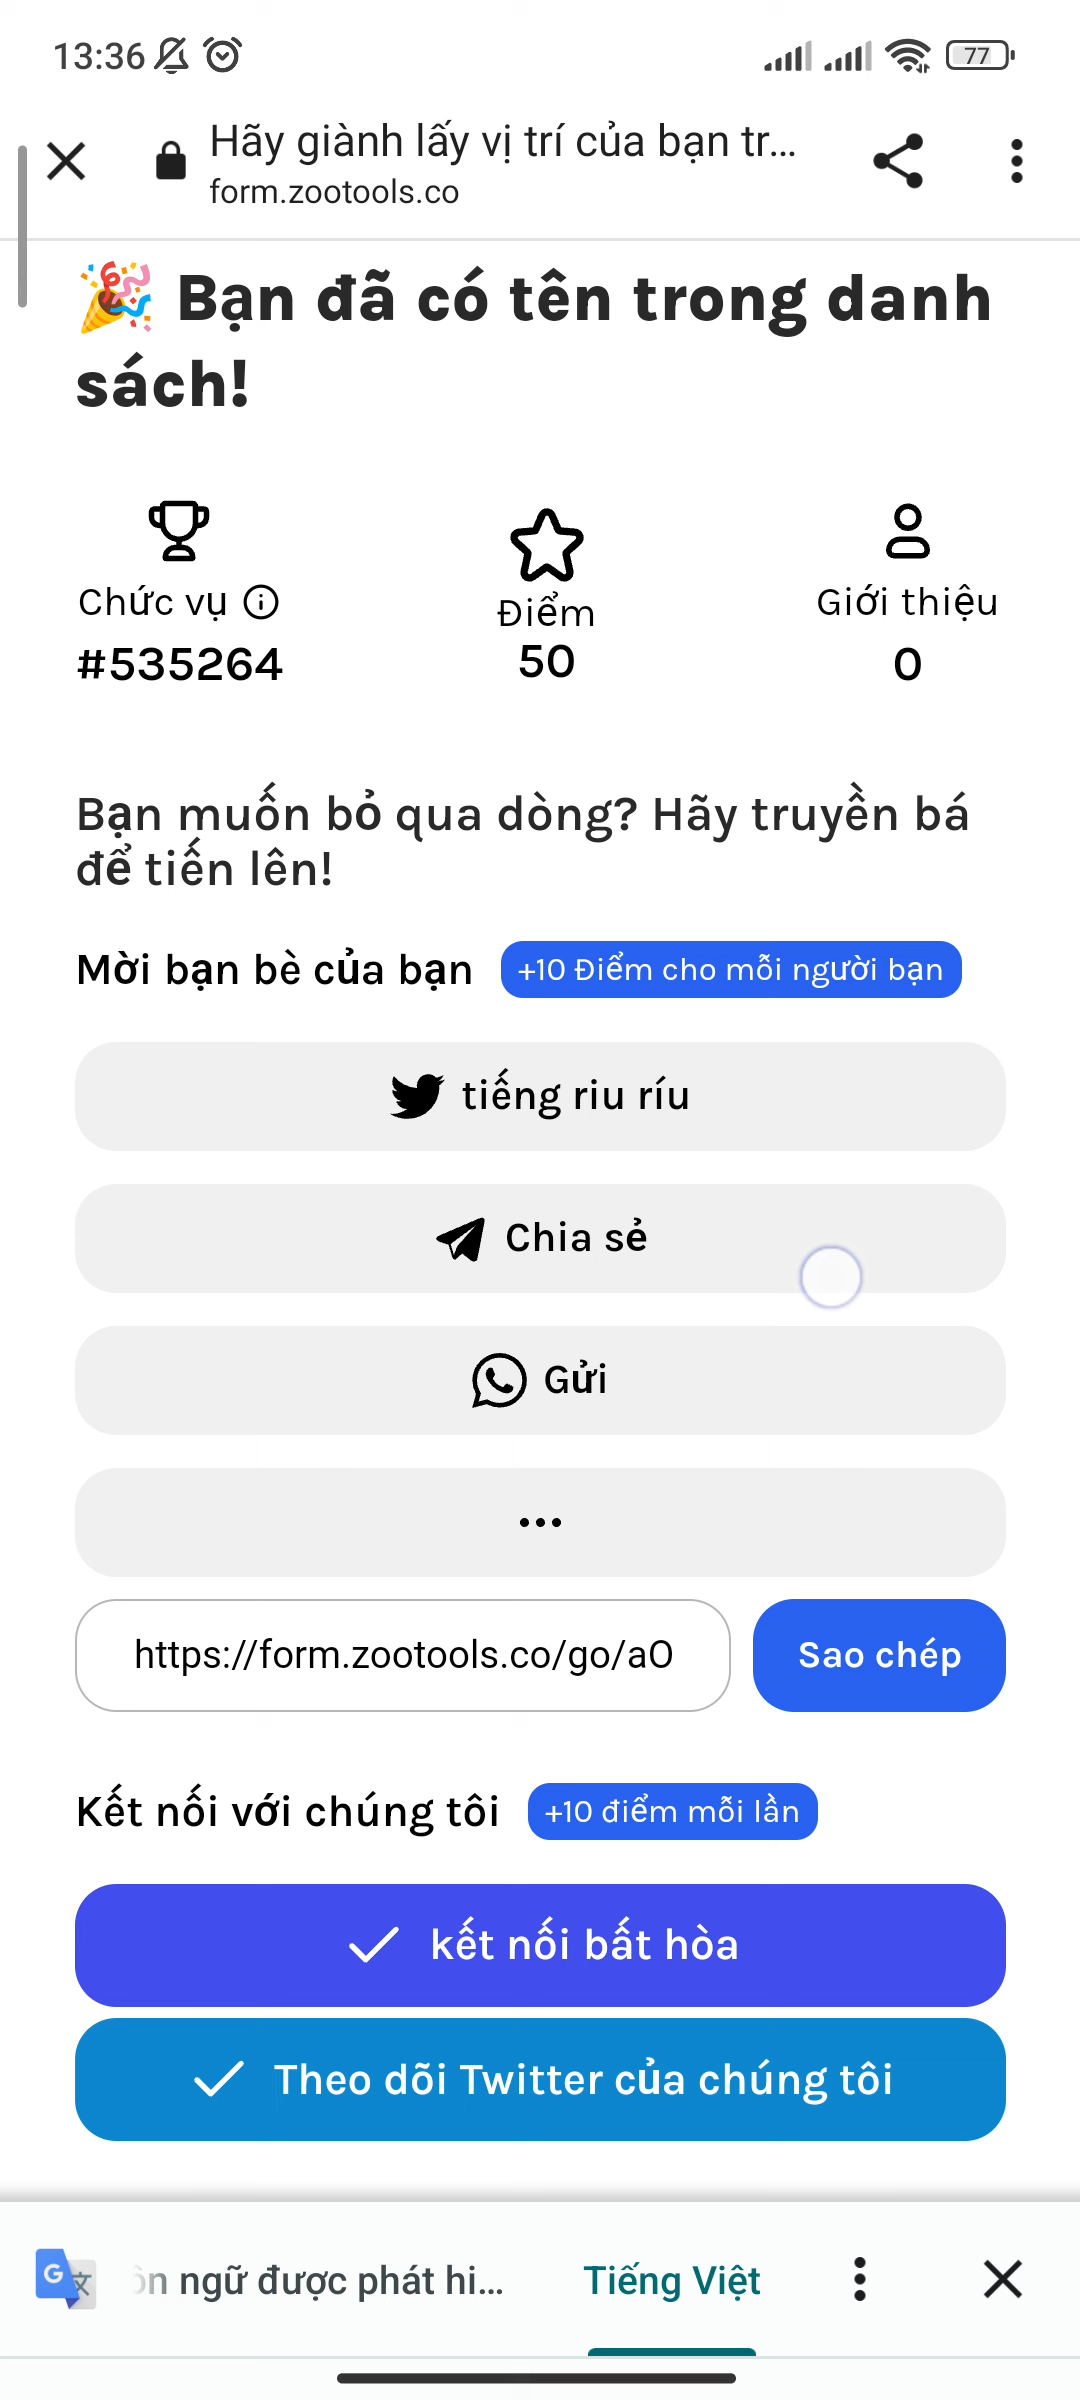 13:36
77
Hãy giành lấy vị trí của bạn tr...
form.zootools.co
Bạn đã có tên trong danh
sách!
Chức vụ
Điểm
Giới thiệu
#535264
50
0
Bạn muốn bỏ qua dòng? Hãy truyền bá
để tiến lên!
Mời bạn bè của bạn
+10 Điểm cho mỗi người bạn
tiếng riu ríu
Chia sẻ
Gửi
...
https://form.zootools.co/go/aO
Sao chép
Kết nối với chúng tôi
+10 điểm mỗi lần
kết nối bất hòa
Theo dõi Twitter của chúng tôi
ngữ được phát hi...
Tiếng Việt